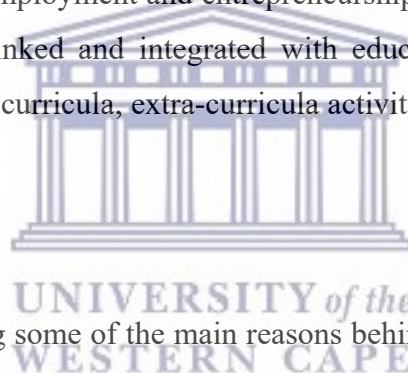 mployment and entrepreneurship
nked and integrated with educ
curricula, extra-curricula activit
UNIVERSITY of the
g some of the main reasons behi
WESTERN CAPE